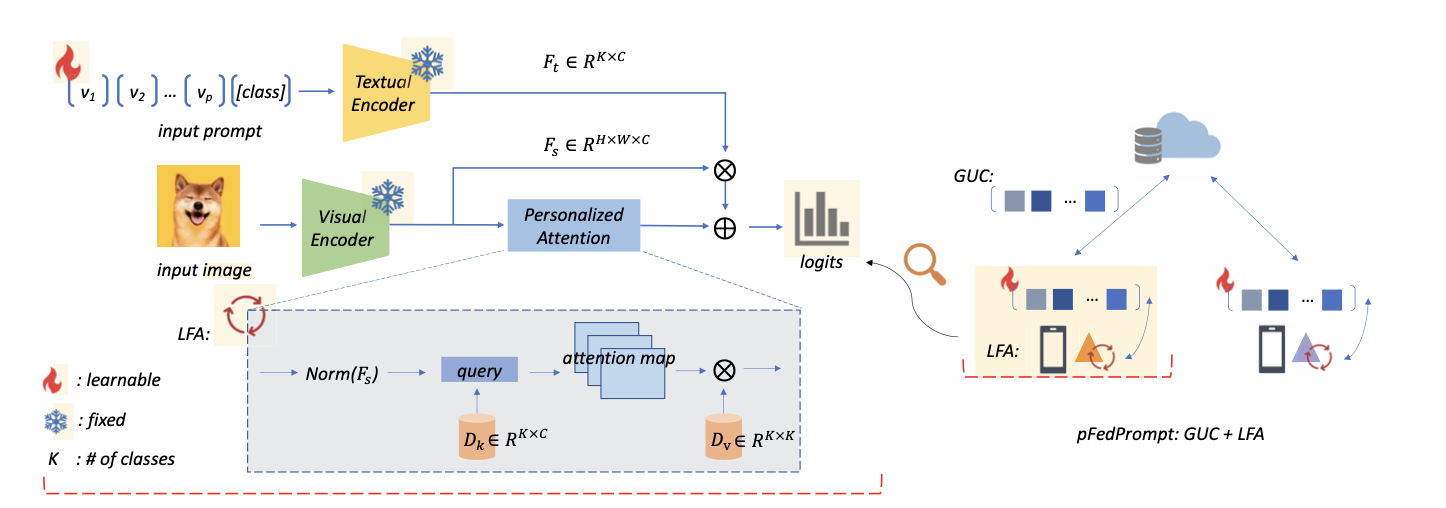 F_t ∈ R^{K×C}
v_1 v_2 ... v_p [class]
Textual
Encoder
input prompt
F_s ∈ R^{H×W×C}
Visual
Encoder
Personalized
Attention
input image
logits
LFA:
Norm(F_s)
query
attention map
D_k ∈ R^{K×C}
D_v ∈ R^{K×K}
: learnable
: fixed
K : # of classes
GUC:
...
...
...
LFA:
pFedPrompt: GUC + LFA